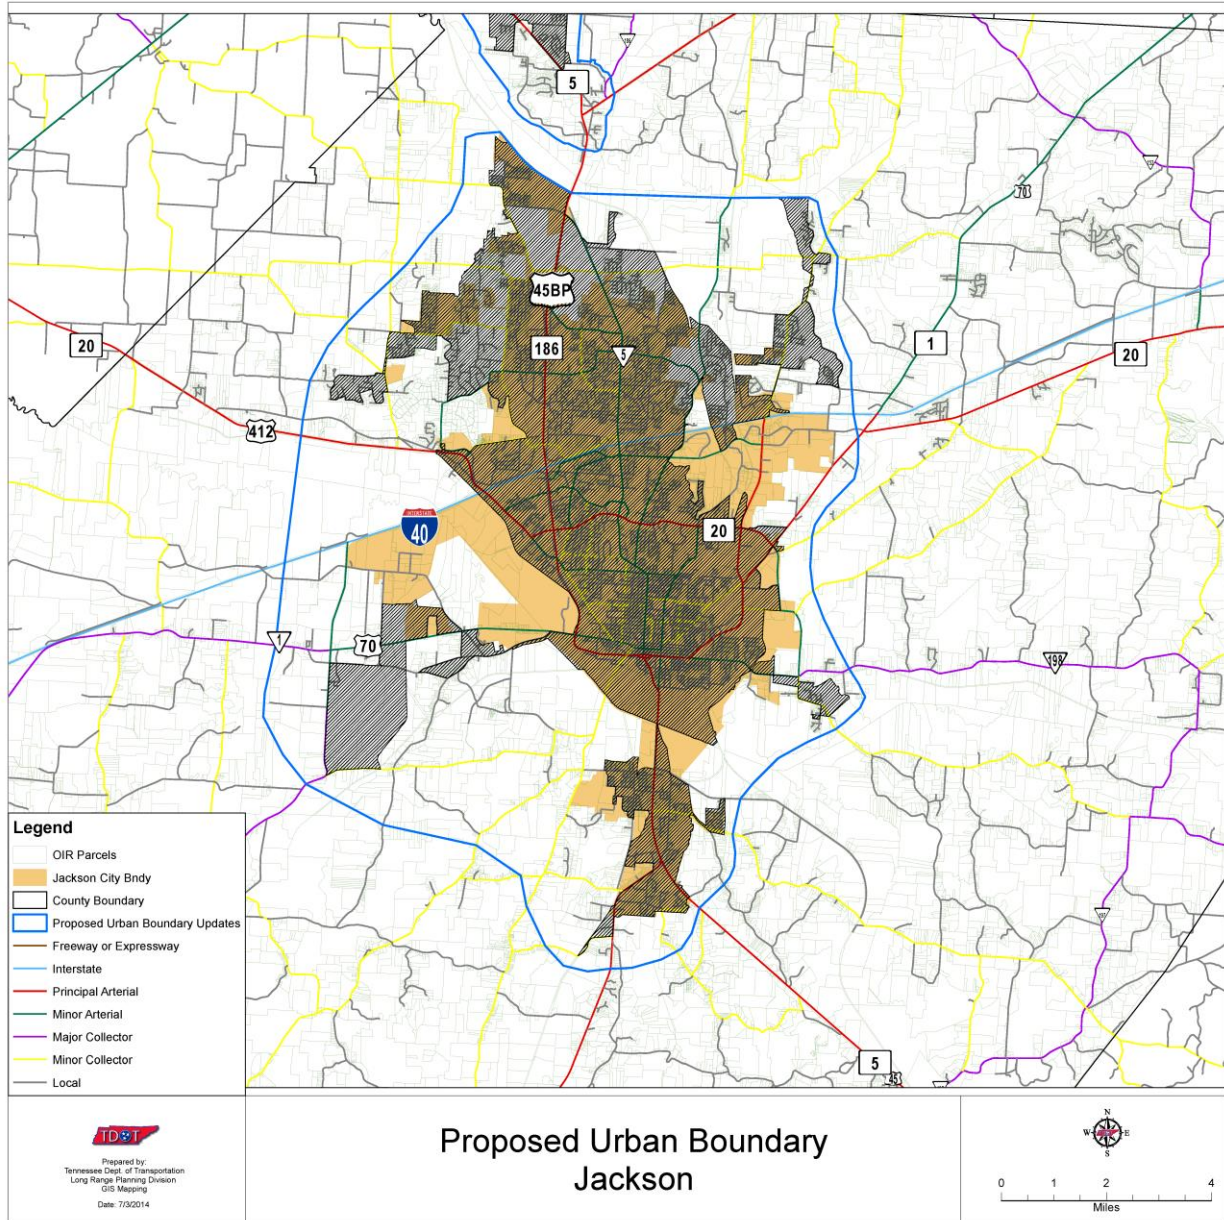 5
70
45BP
1
20
186
5
20
412
INTERSTATE
40
20
1
70
198
Legend
OIR Parcels
Jackson City Bndy
County Boundary
Proposed Urban Boundary Updates
Freeway or Expressway
Interstate
Principal Arterial
Minor Arterial
Major Collector
Minor Collector
Local
5
45
TDOT
Prepared by:
Tennessee Dept. of Transportation
Long Range Planning Division
GIS Mapping
Date: 7/3/2014
Proposed Urban Boundary
Jackson
N
W E
S
0 1 2 4
Miles